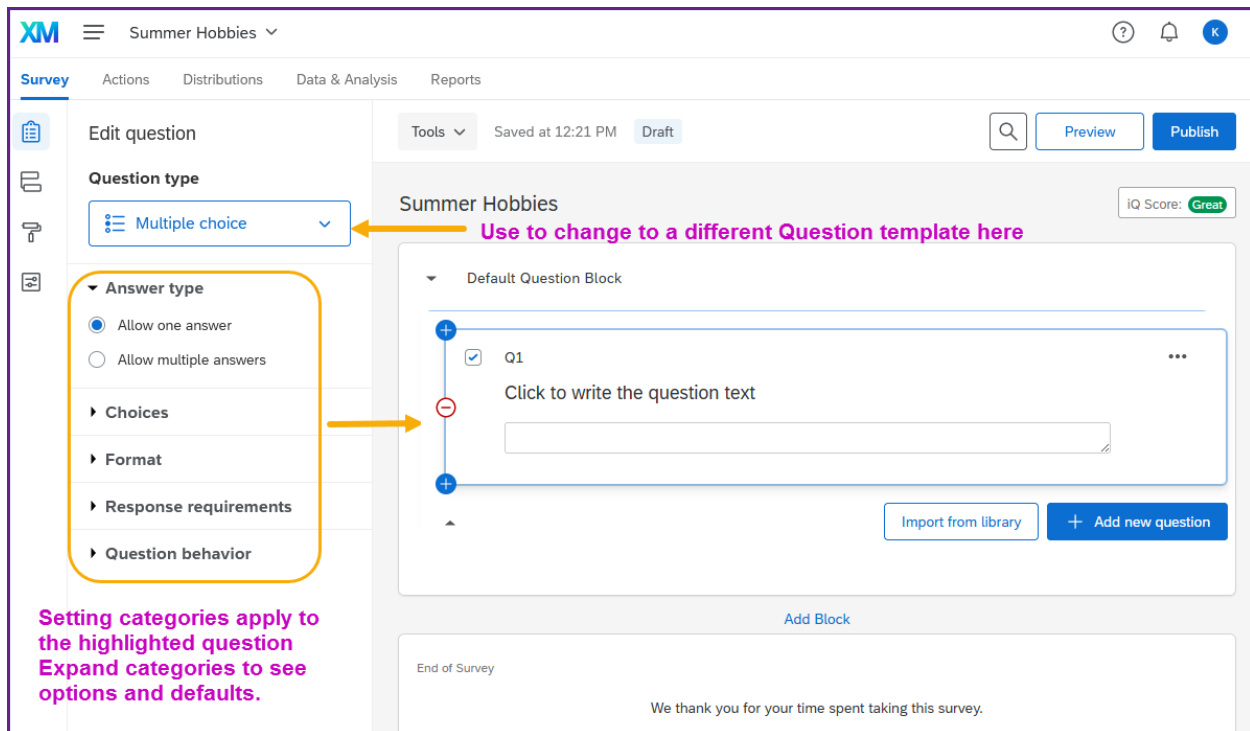 XM
Summer Hobbies
?
K
Survey
Actions
Distributions
Data & Analysis
Reports
Edit question
Question type
Multiple choice
Answer type
Allow one answer
Allow multiple answers
Choices
Format
Response requirements
Question behavior
Setting categories apply to
the highlighted question
Expand categories to see
options and defaults.
Tools
Saved at 12:21 PM
Draft
Preview
Publish
Summer Hobbies
iQ Score: Great
Use to change to a different Question template here
Default Question Block
Q1
Click to write the question text
Import from library
+ Add new question
Add Block
End of Survey
We thank you for your time spent taking this survey.